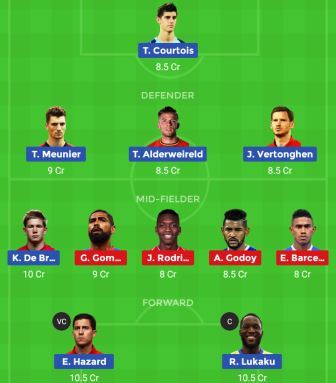 T. Courtois
8.5 Cr
DEFENDER
T. Meunier
T. Alderwelreld
J. Vertonghen
9 Cr
8.5 Cr
8.5 Cr
MID-FIELDER
K. De Br...
G. Gom...
J. Rodri...
A. Godoy
E. Barce...
10 Cr
9 Cr
8 Cr
8.5 Cr
8 Cr
FORWARD
VC
C
E. Hazard
R. Lukaku
10.5 Cr
10.5 Cr